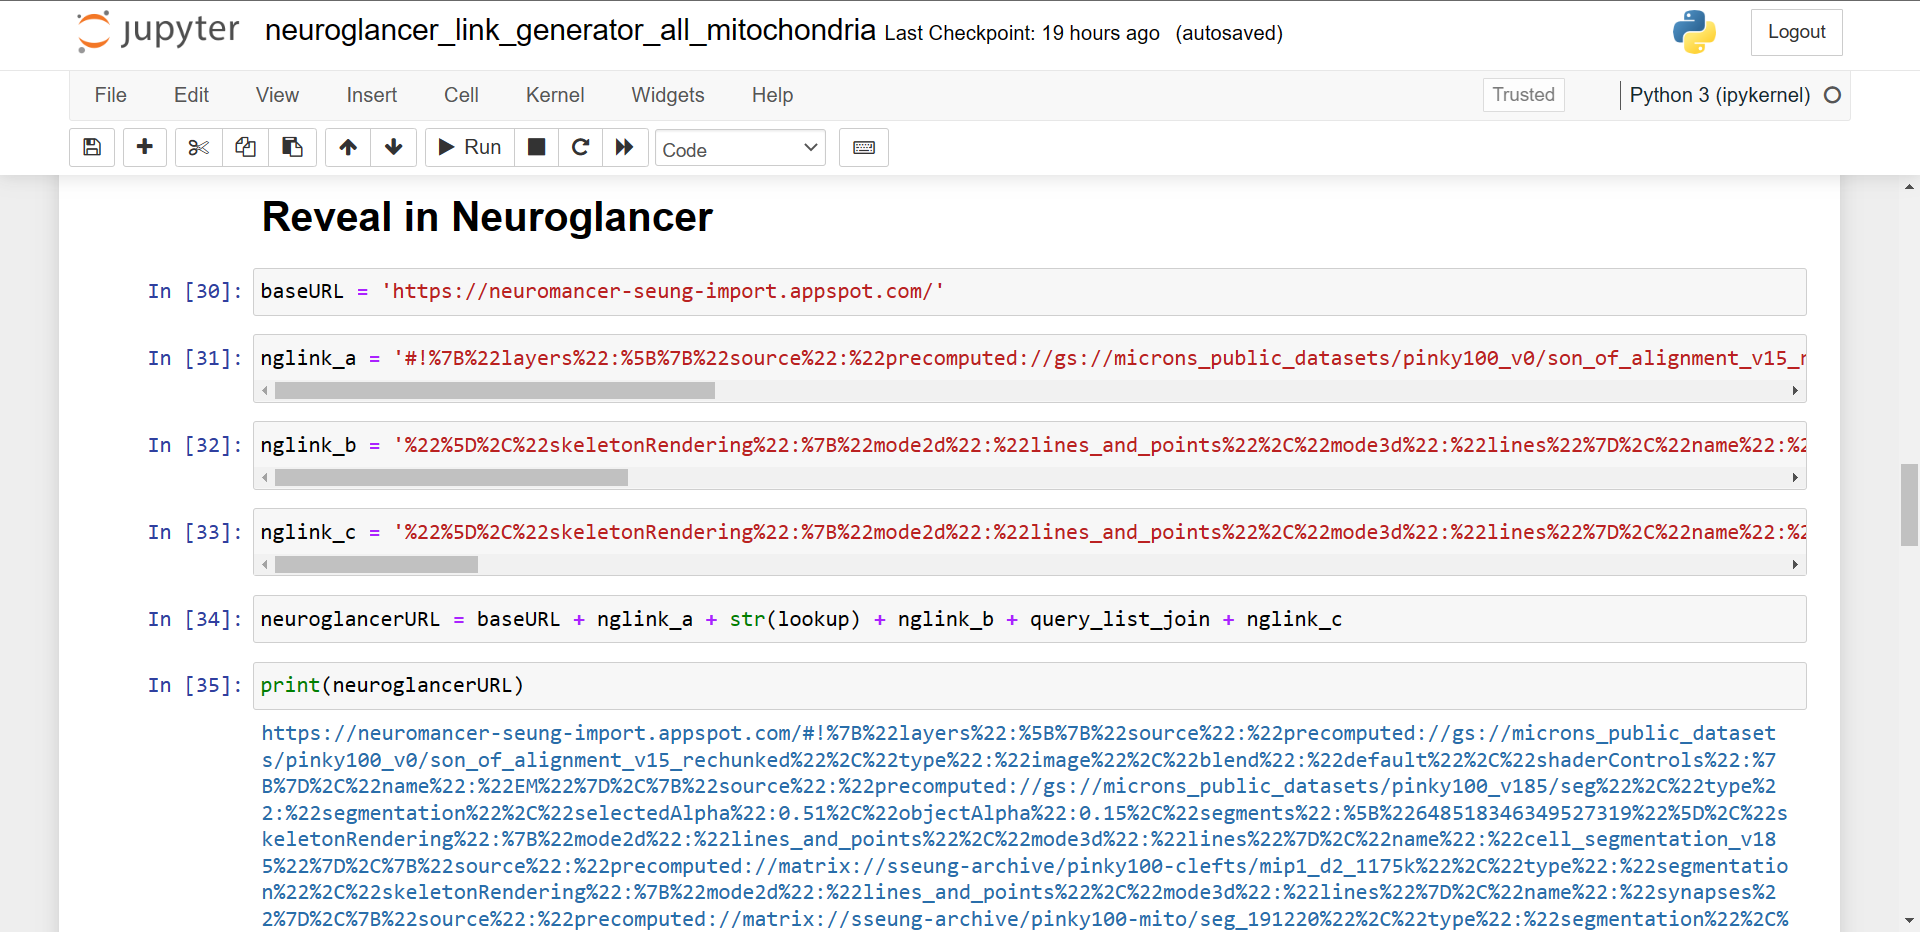 jupyter neuroglancer_link_generator_all_mitochondria Last Checkpoint: 19 hours ago (autosaved) Logout
File Edit View Insert Cell Kernel Widgets Help Trusted Python 3 (ipykernel)
Run Code
Reveal in Neuroglancer
In [30]: baseURL = 'https://neuromancer-seung-import.appspot.com/'
In [31]: nglink_a = '#!%7B%22layers%22:%5B%7B%22source%22:%22precomputed://gs://microns_public_datasets/pinky100_v0/son_of_alignment_v15_r
In [32]: nglink_b = '%22%5D%2C%22skeletonRendering%22:%7B%22mode2d%22:%22lines_and_points%22%2C%22mode3d%22:%22lines%22%7D%2C%22name%22:%2
In [33]: nglink_c = '%22%5D%2C%22skeletonRendering%22:%7B%22mode2d%22:%22lines_and_points%22%2C%22mode3d%22:%22lines%22%7D%2C%22name%22:%2
In [34]: neuroglancerURL = baseURL + nglink_a + str(lookup) + nglink_b + query_list_join + nglink_c
In [35]: print(neuroglancerURL)
https://neuromancer-seung-import.appspot.com/#!%7B%22layers%22:%5B%7B%22source%22:%22precomputed://gs://microns_public_dataset
s/pinky100_v0/son_of_alignment_v15_rechunked%22%2C%22type%22:%22image%22%2C%22blend%22:%22default%22%2C%22shaderControls%22:%7
B%7D%2C%22name%22:%22EM%22%7D%2C%7B%22source%22:%22precomputed://gs://microns_public_datasets/pinky100_v185/seg%22%2C%22type%2
2:%22segmentation%22%2C%22selectedAlpha%22:0.51%2C%22objectAlpha%22:0.15%2C%22segments%22:%5B%22648518346349527319%22%5D%2C%22s
keletonRendering%22:%7B%22mode2d%22:%22lines_and_points%22%2C%22mode3d%22:%22lines%22%7D%2C%22name%22:%22cell_segmentation_v18
5%22%7D%2C%7B%22source%22:%22precomputed://matrix://sseung-archive/pinky100-clefts/mip1_d2_1175k%22%2C%22type%22:%22segmentatio
n%22%2C%22skeletonRendering%22:%7B%22mode2d%22:%22lines_and_points%22%2C%22mode3d%22:%22lines%22%7D%2C%22name%22:%22synapses%2
2%7D%2C%7B%22source%22:%22precomputed://matrix://sseung-archive/pinky100-mito/seg_191220%22%2C%22type%22:%22segmentation%22%2C%